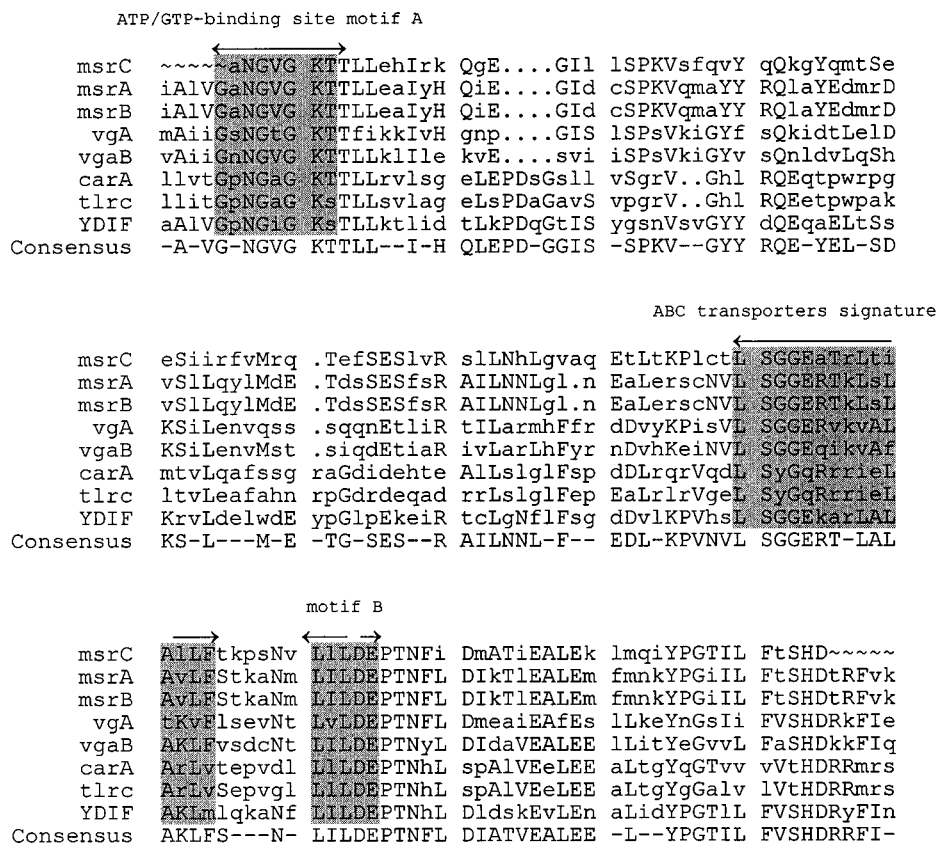 ATP/GTP-binding site motif A
msrC ~~~~~aNGVG KTTLLehIrk QgE....GIl lSPKVsfqvY qQkgYqmtSe
msrA iAlVGaNGVG KTTLLeaIyH QiE....GId cSPKVqmaYY RQlaYEdmrD
msrB iAlVGaNGVG KTTLLeaIyH QiE....GId cSPKVqmaYY RQlaYEdmrD
vgA mAiiGsNGtG KTTfikkIvH gnp....GIS lSPsVkiGYf sQkidtLelD
vgaB vAiiGnNGVG KTTLLklIle kvE....svi iSPsVkiGYv sQnldvLqSh
carA llvtGpNGaG KTTLLrvlsg eLEPDsGsll vSgrV..Ghl RQEqtpwrpg
tlrc llitGpNGaG KsTLLsvlag eLsPDaGavS vpgrV..Ghl RQEetpwpak
YDIF aAlVGpNGiG KsTLLktlid tLkPDqGtIS ygsnVsvGYY dQEqaELtSs
Consensus -A-VG-NGVG KTTLL--I-H QLEPD-GGIS -SPKV--GYY RQE-YEL-SD
ABC transporters signature
msrC eSiirfvMrq .TefSESlvR slLNhLgvaq EtLtKPlctL SGGEaTrLti
msrA vSlLqylMdE .TdsSESfsR AILNNLgl.n EaLerscNVL SGGERTkLsL
msrB vSlLqylMdE .TdsSESfsR AILNNLgl.n EaLerscNVL SGGERTkLsL
vgA KSiLenvqss .sqqnEtliR tILarmhFfr dDvyKPisVL SGGERvkvAL
vgaB KSiLenvMst .siqdEtiaR ivLarLhFyr nDvhKeiNVL SGGEqikvAf
carA mtvLqafssg raGdidehte AlLslglFsp dDLrqrVqdL SyGqRrrieL
tlrc ltvLeafahn rpGdrdeqad rrLslglFep EaLrlrVgeL SyGqRrrieL
YDIF KrvLdelwdE ypGlpEkeiR tcLgNflFsg dDvlKPVhsL SGGEkarLAL
Consensus KS-L---M-E -TG-SES--R AILNNL-F-- EDL-KPVNVL SGGERT-LAL
motif B
msrC AlLFtkpsNv LlLDEPTNFi DmATiEALEk lmqiYPGTIL FtSHD~~~~~
msrA AvLFStkaNm LILDEPTNFL DIkTlEALEm fmnkYPGiIL FtSHDtRFvk
msrB AvLFStkaNm LILDEPTNFL DIkTlEALEm fmnkYPGiIL FtSHDtRFvk
vgA tKvFlsevNt LvLDEPTNFL DmeaiEAfEs lLkeYnGsIi FVSHDRkFIe
vgaB AKLFvsdcNt LILDEPTNyL DIdaVEALEE lLitYeGvvL FaSHDkkFIq
carA ArLvtepvdl LlLDEPTNhL spAlVEeLEE aLtgYqGTvv vVtHDRRmrs
tlrc ArLvSepvgl LlLDEPTNhL spAlVEeLEE aLtgYgGalv lVtHDRRmrs
YDIF AKLmlqkaNf LILDEPTNhL DldskEvLEn aLidYPGTlL FVSHDRyFIn
Consensus AKLFS---N- LILDEPTNFL DIATVEALEE -L--YPGTIL FVSHDRRFI-